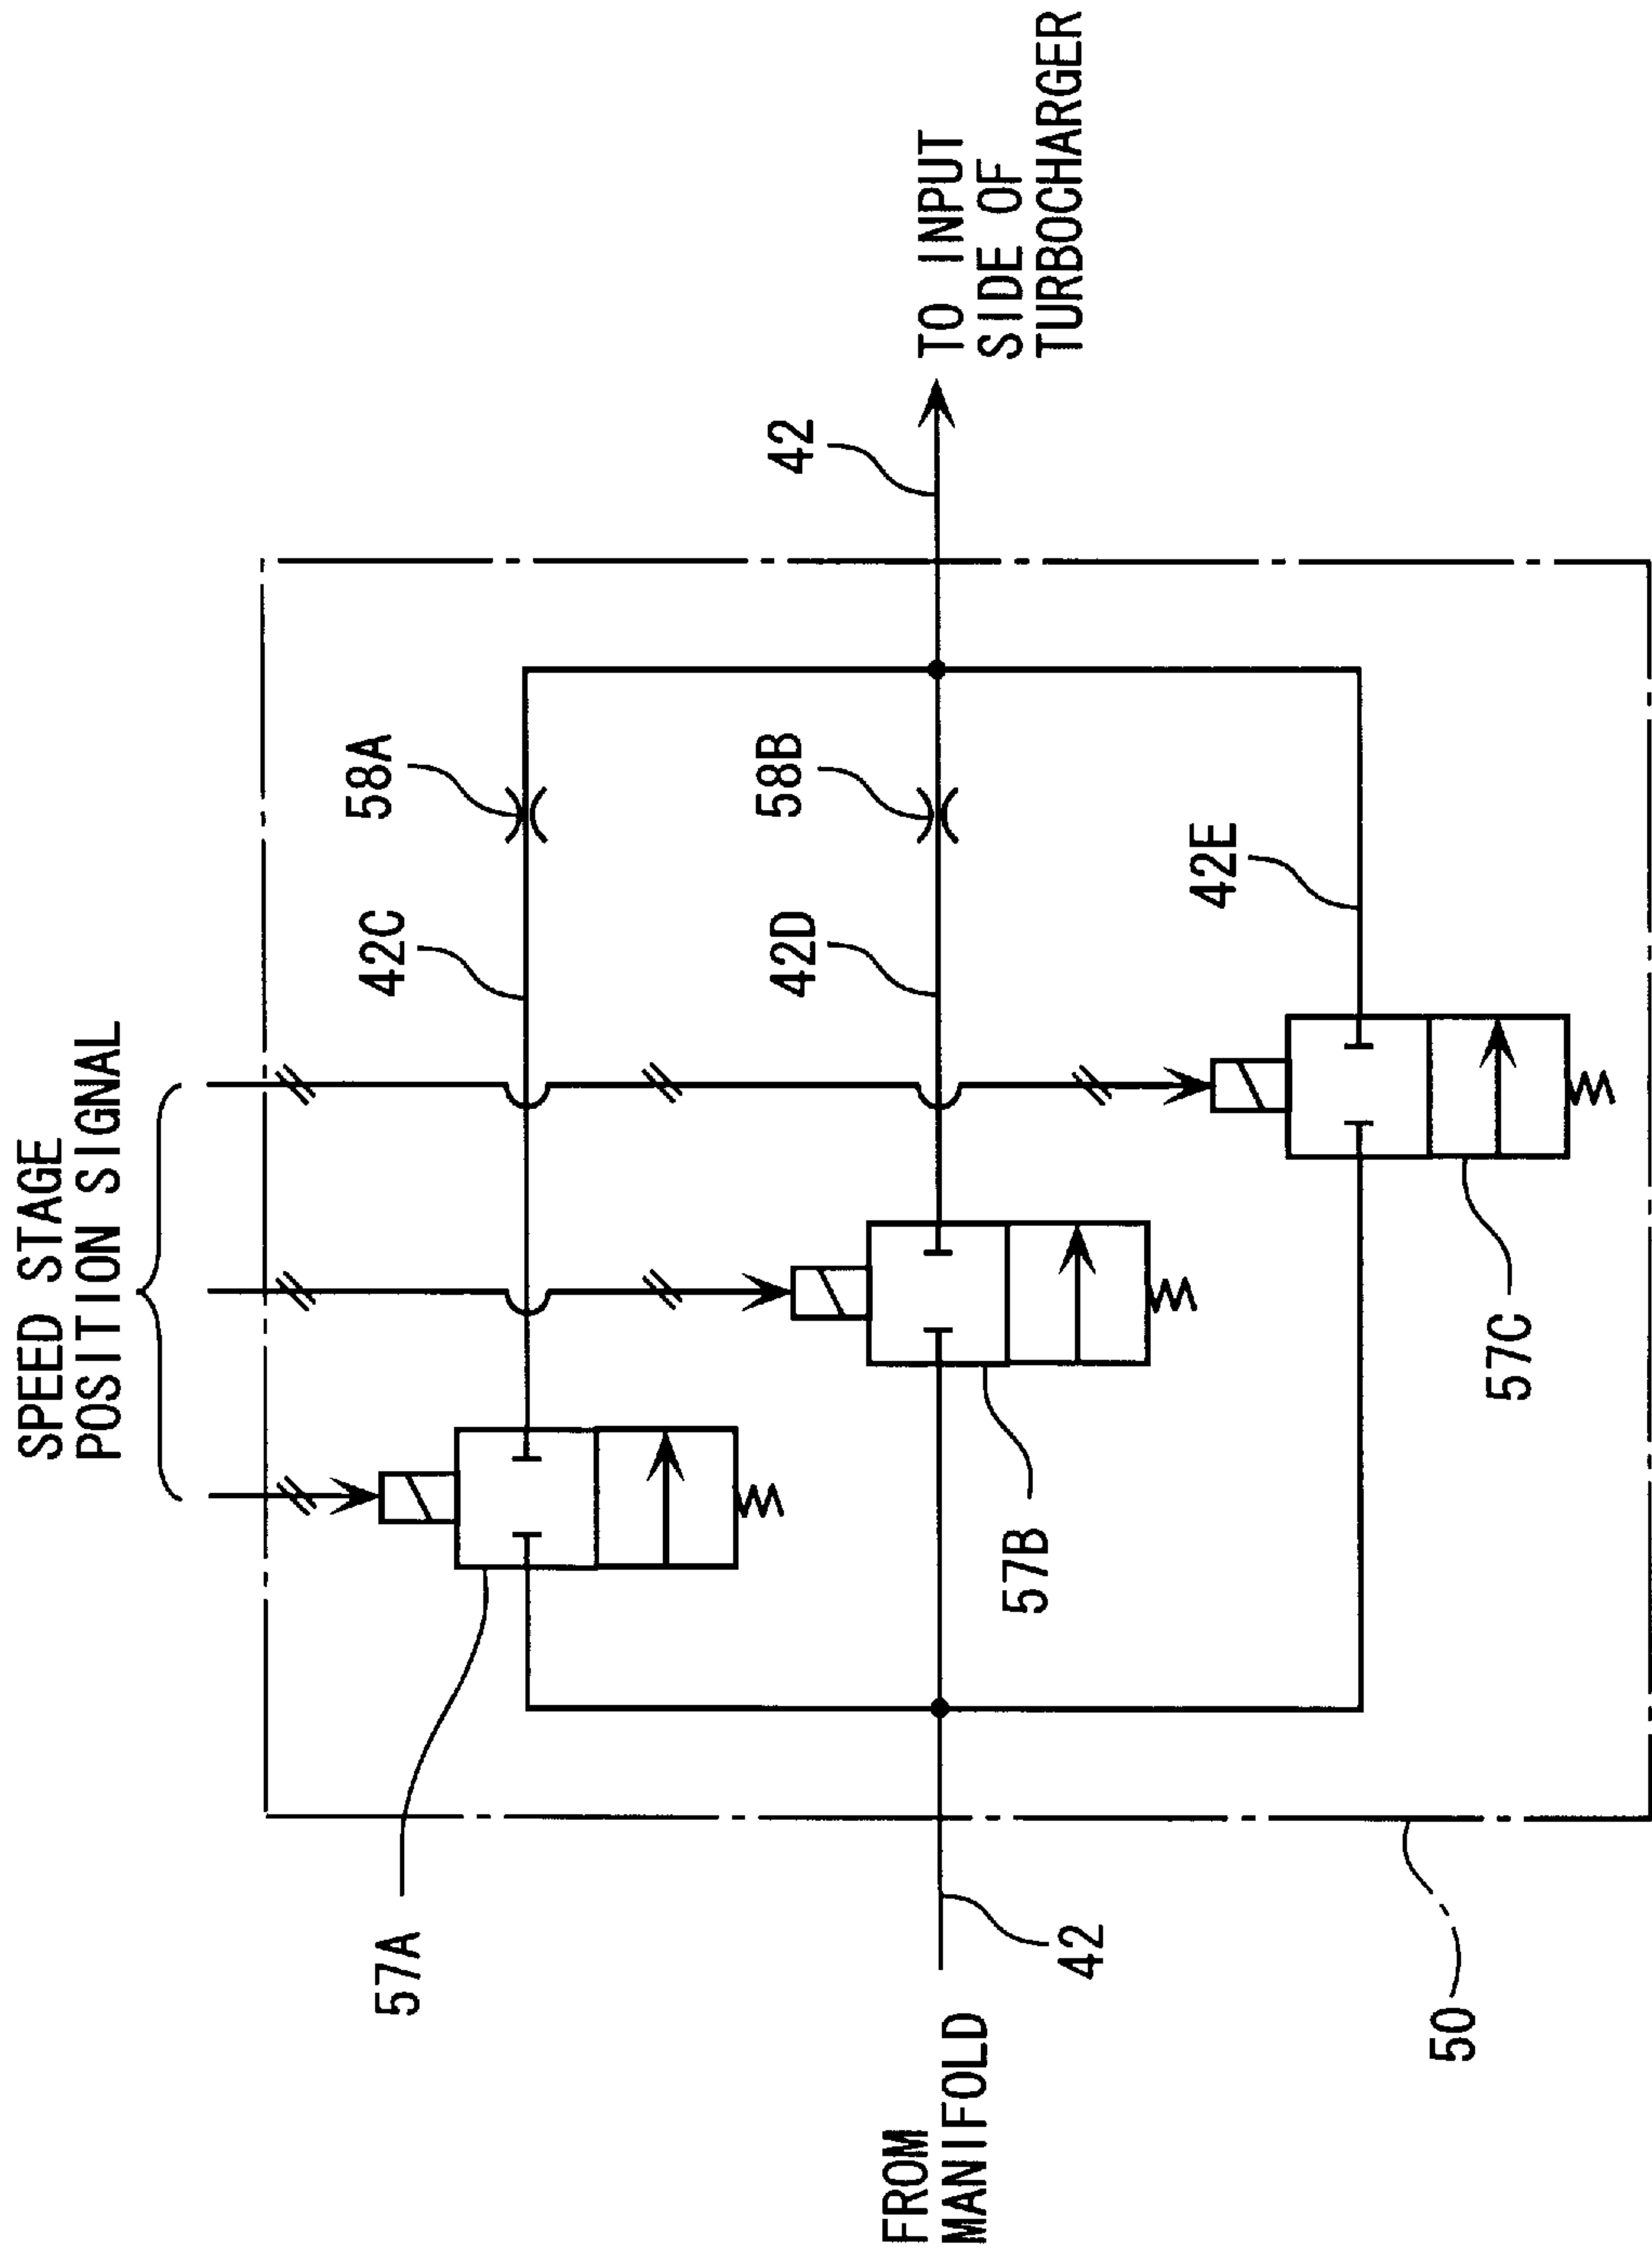 SPEED STAGE
POSITION SIGNAL
57A
42C
58A
FROM
MANIFOLD
42
57B
42D
58B
42
TO INPUT
SIDE OF
TURBOCHARGER
50
57C
42E